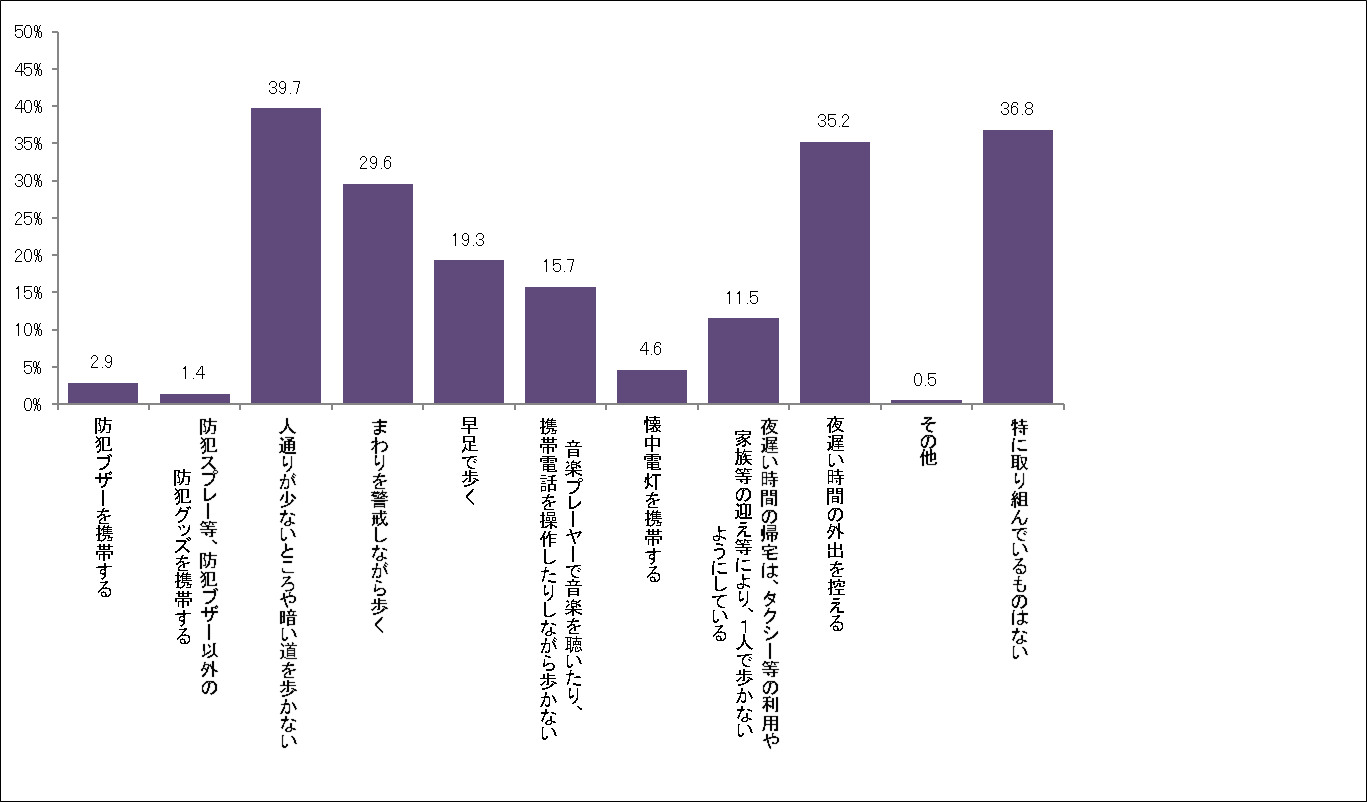 50%
45%
40%
35%
30%
25%
20%
15%
10%
5%
0%
2.9
1.4
39.7
29.6
19.3
15.7
4.6
11.5
35.2
0.5
36.8
防犯ブザーを携帯する
防犯スプレー等、防犯ブザー以外の
防犯グッズを携帯する
人通りが少ないところや暗い道を歩かない
まわりを警戒しながら歩く
早足で歩く
音楽プレーヤーで音楽を聴いたり、
携帯電話を操作したりしながら歩かない
懐中電灯を携帯する
夜遅い時間の帰宅は、タクシー等の利用や
家族等の迎え等により、1人で歩かない
ようにしている
夜遅い時間の外出を控える
その他
特に取り組んでいるものはない